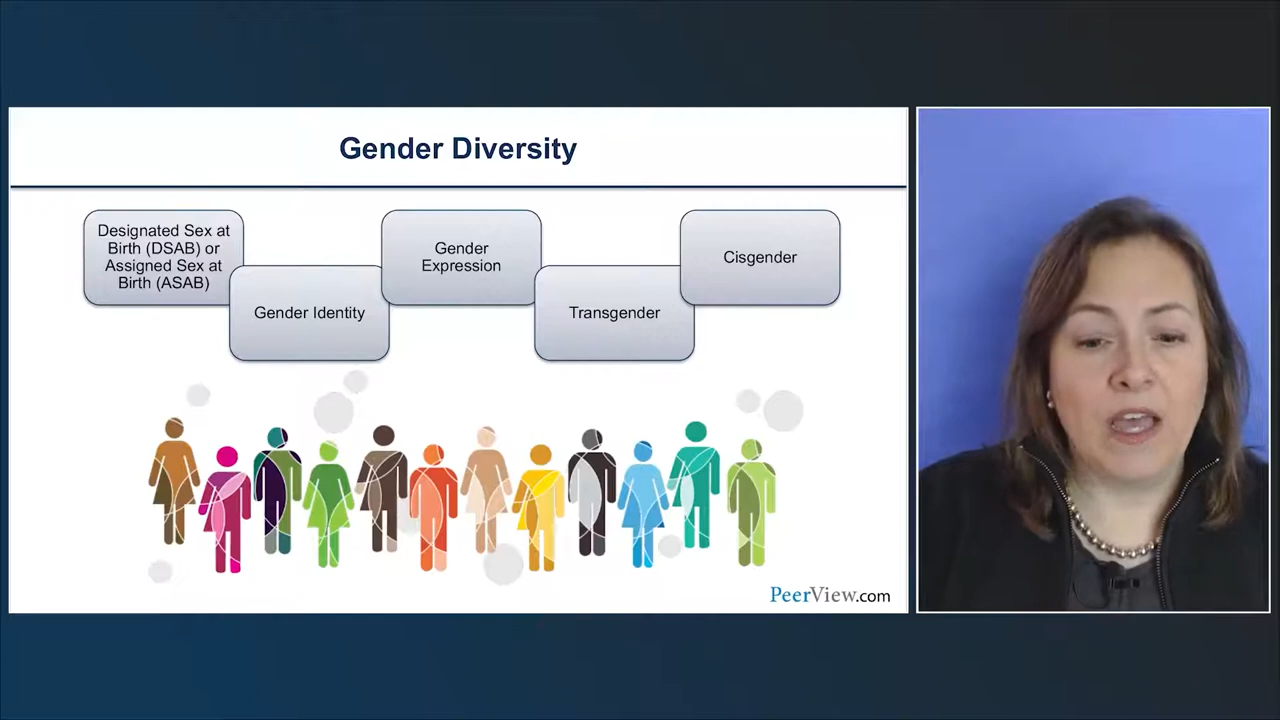 Gender Diversity
Designated Sex at
Birth (DSAB) or
Assigned Sex at
Birth (ASAB)
Gender Identity
Gender
Expression
Transgender
Cisgender
PeerView.com